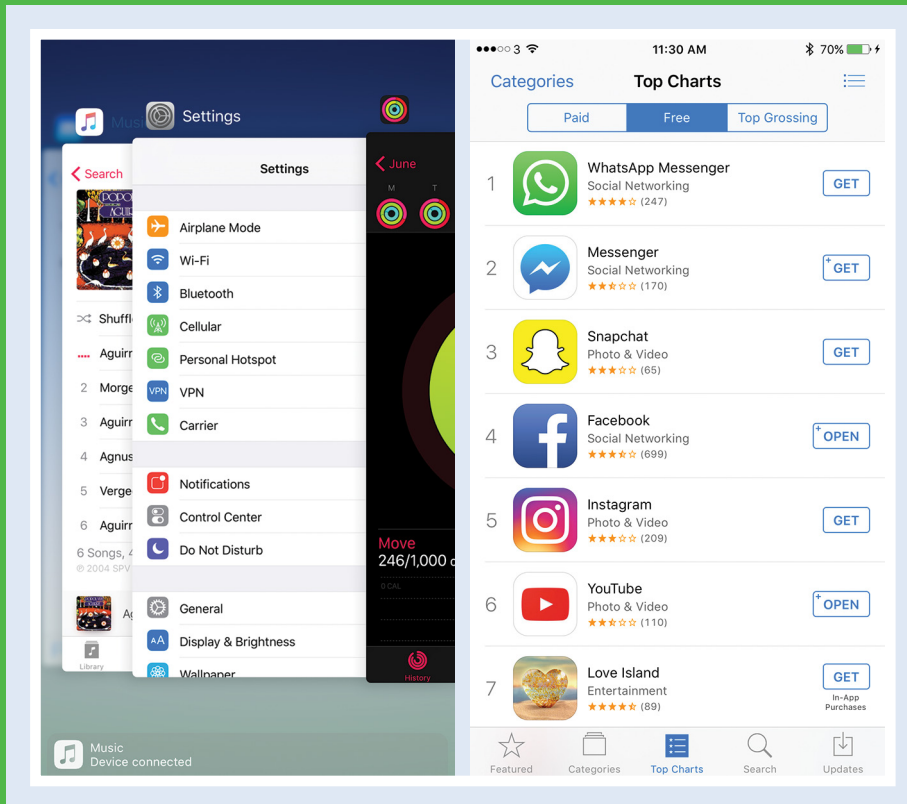 Music
Settings
Search
POPO
AGUIR
Shuffl
Aguirr
2 Morge
3 Aguirr
4 Agnus
5 Verge
6 Aguirr
6 Songs, 4
℗ 2004 SPV
Ag
Library
Settings
Airplane Mode
Wi-Fi
Bluetooth
Cellular
Personal Hotspot
VPN VPN
Carrier
Notifications
Control Center
Do Not Disturb
General
AA Display & Brightness
Wallpaper
June
M T
Move
246/1,000 c
0 CAL
History
Music
Device connected
3 11:30 AM 70%
Categories Top Charts
Paid Free Top Grossing
1 WhatsApp Messenger
Social Networking
(247)
GET
2 Messenger
Social Networking
(170)
+GET
3 Snapchat
Photo & Video
(65)
GET
4 Facebook
Social Networking
(699)
+OPEN
5 Instagram
Photo & Video
(209)
GET
6 YouTube
Photo & Video
(110)
+OPEN
7 Love Island
Entertainment
(89)
GET
In-App
Purchases
Featured Categories Top Charts Search Updates